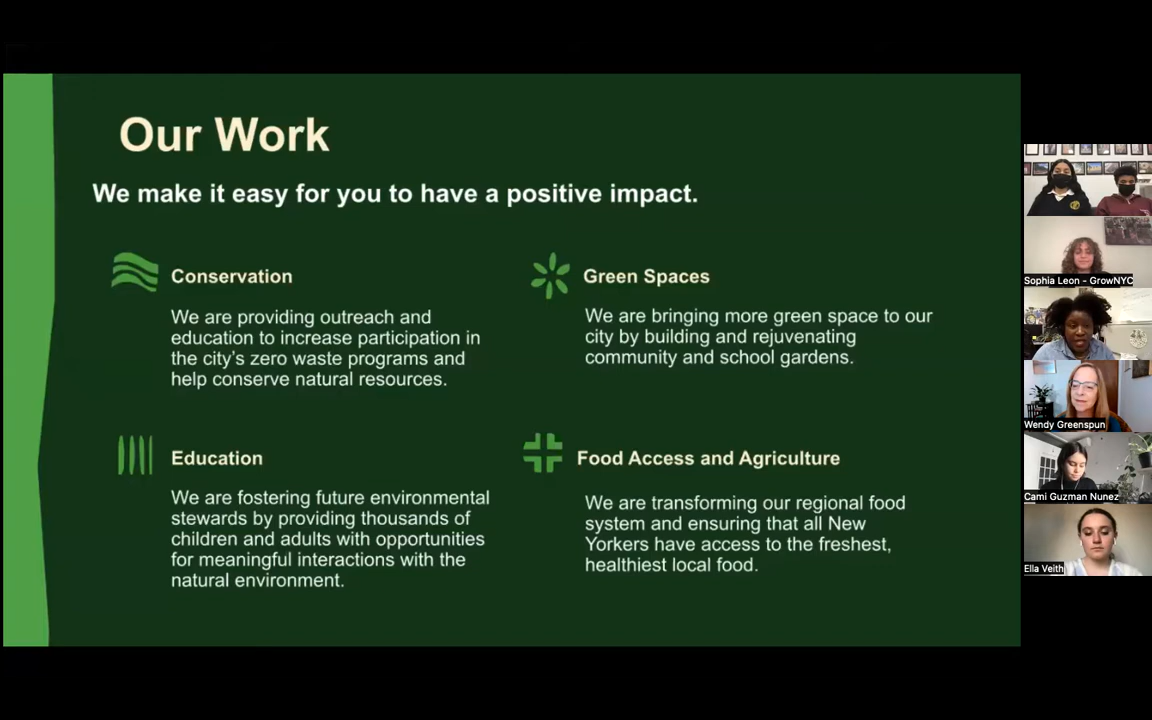 Our Work
We make it easy for you to have a positive impact.
Conservation
We are providing outreach and
education to increase participation in
the city's zero waste programs and
help conserve natural resources.
Green Spaces
We are bringing more green space to our
city by building and rejuvenating
community and school gardens.
Education
We are fostering future environmental
stewards by providing thousands of
children and adults with opportunities
for meaningful interactions with the
natural environment.
Food Access and Agriculture
We are transforming our regional food
system and ensuring that all New
Yorkers have access to the freshest,
healthiest local food.
Sophia Leon - GrowNYC
Wendy Greenspun
Cami Guzman Nunez
Ella Veith